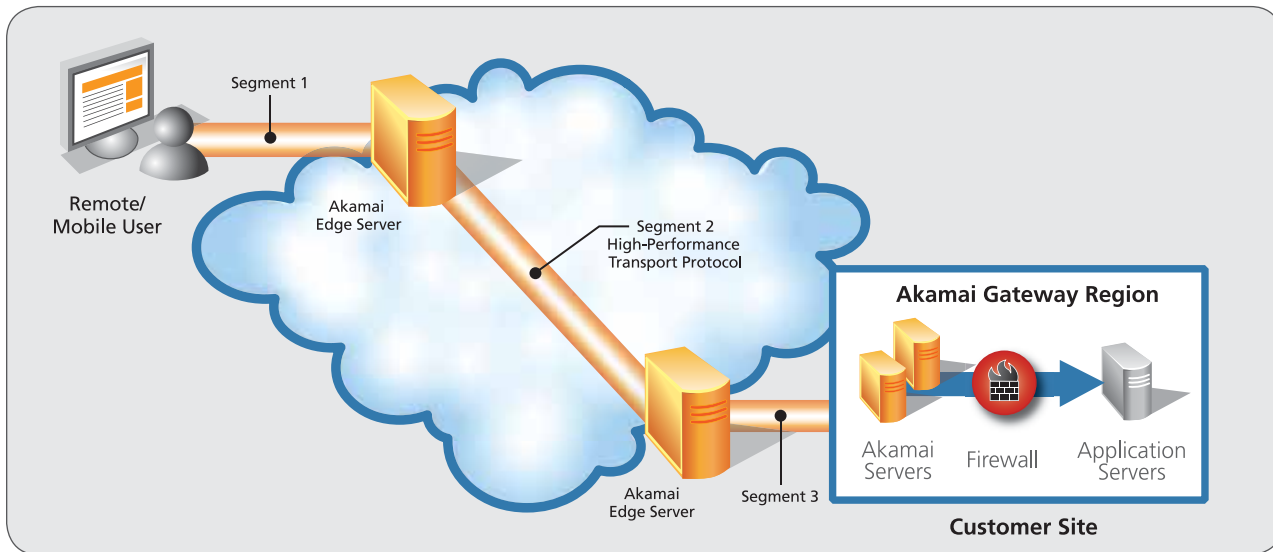 Segment 1
Remote/
Mobile User
Akamai
Edge Server
Segment 2
High-Performance
Transport Protocol
Akamai Gateway Region
Akamai
Servers
Firewall
Application
Servers
Akamai
Edge Server
Segment 3
Customer Site